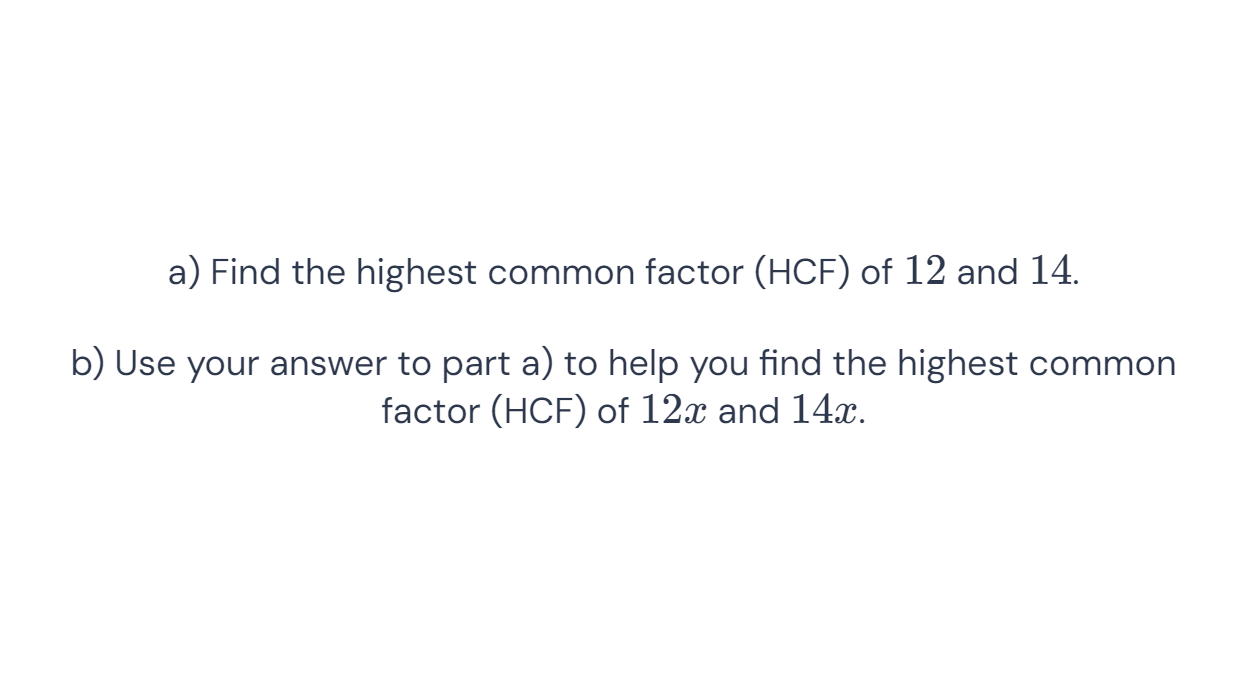 a) Find the highest common factor (HCF) of 12 and 14.
b) Use your answer to part a) to help you find the highest common
factor (HCF) of 12x and 14x.